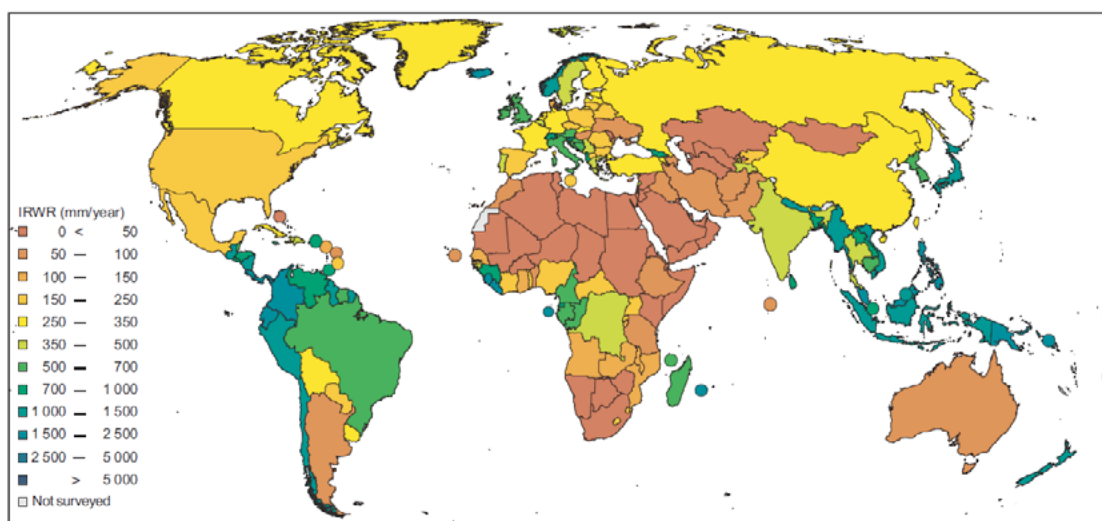 IRWR (mm/year)
0 < 50
50 — 100
100 — 150
150 — 250
250 — 350
350 — 500
500 — 700
700 — 1 000
1 000 — 1 500
1 500 — 2 500
2 500 — 5 000
> 5 000
Not surveyed